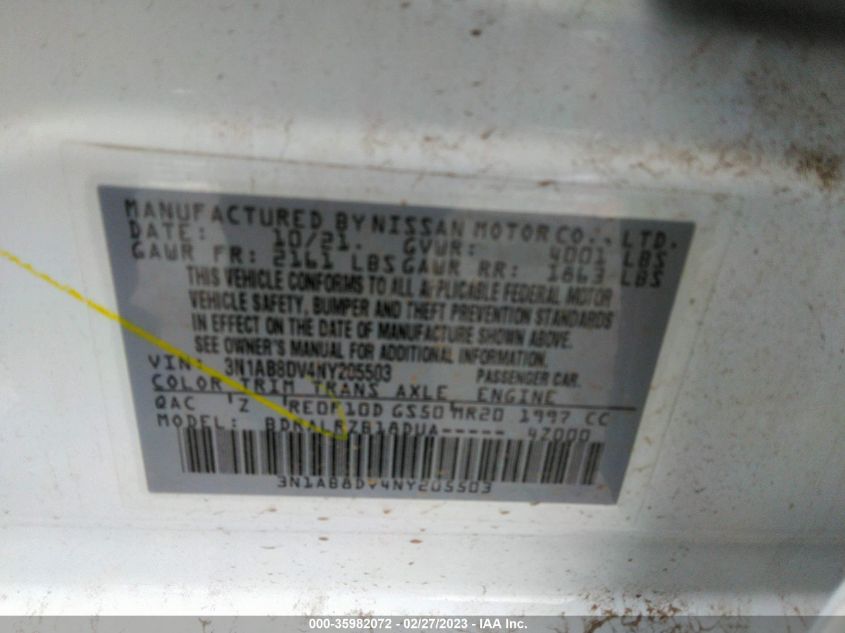 MANUFACTURED BY NISSAN MOTOR CO., LTD.
DATE: 10/21. GVWR: 4001 LBS
GAWR FR: 2161 LBS GAWR RR: 1863 LBS
THIS VEHICLE CONFORMS TO ALL APPLICABLE FEDERAL MOTOR
VEHICLE SAFETY, BUMPER AND THEFT PREVENTION STANDARDS
IN EFFECT ON THE DATE OF MANUFACTURE SHOWN ABOVE.
SEE OWNER'S MANUAL FOR ADDITIONAL INFORMATION.
VIN: 3N1AB8DV4NY205503 PASSENGER CAR.
COLOR TRIM TRANS AXLE ENGINE
QAC Z RE0F10D GS50 MR20 1997 CC
MODEL: ----- 4Z000
3N1AB8DV4NY205503
000-35982072 - 02/27/2023 - IAA Inc.